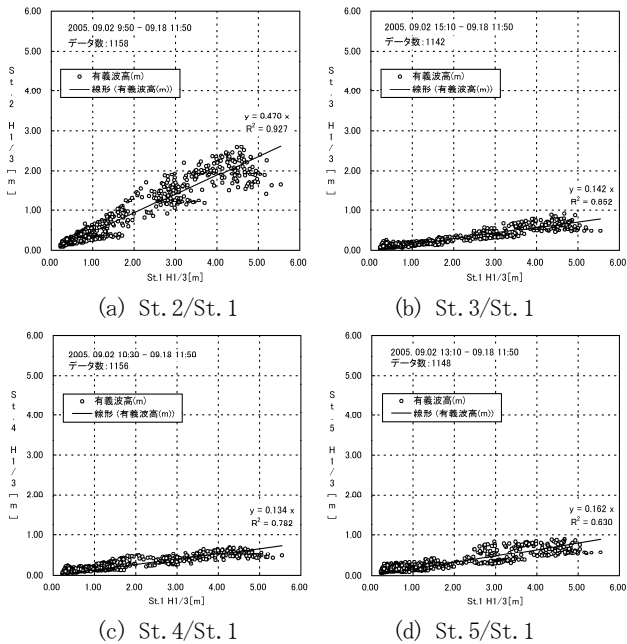 2005. 09.02 9:50 - 09.18 11:50
データ数:1158
有義波高(m)
線形 (有義波高(m))
y = 0.470 x
R² = 0.927
St. 2 H1/3 [m]
6.00
5.00
4.00
3.00
2.00
1.00
0.00
0.00 1.00 2.00 3.00 4.00 5.00 6.00
St.1 H1/3[m]
(a) St.2/St.1
2005. 09.02 15:10 - 09.18 11:50
データ数:1142
有義波高(m)
線形 (有義波高(m))
y = 0.142 x
R² = 0.852
St. 3 H1/3 [m]
6.00
5.00
4.00
3.00
2.00
1.00
0.00
0.00 1.00 2.00 3.00 4.00 5.00 6.00
St.1 H1/3[m]
(b) St.3/St.1
2005. 09.02 10:30 - 09.18 11:50
データ数:1156
有義波高(m)
線形 (有義波高(m))
y = 0.134 x
R² = 0.782
St. 4 H1/3 [m]
6.00
5.00
4.00
3.00
2.00
1.00
0.00
0.00 1.00 2.00 3.00 4.00 5.00 6.00
St.1 H1/3[m]
(c) St.4/St.1
2005. 09.02 13:10 - 09.18 11:50
データ数:1148
有義波高(m)
線形 (有義波高(m))
y = 0.162 x
R² = 0.630
St. 5 H1/3 [m]
6.00
5.00
4.00
3.00
2.00
1.00
0.00
0.00 1.00 2.00 3.00 4.00 5.00 6.00
St.1 H1/3[m]
(d) St.5/St.1